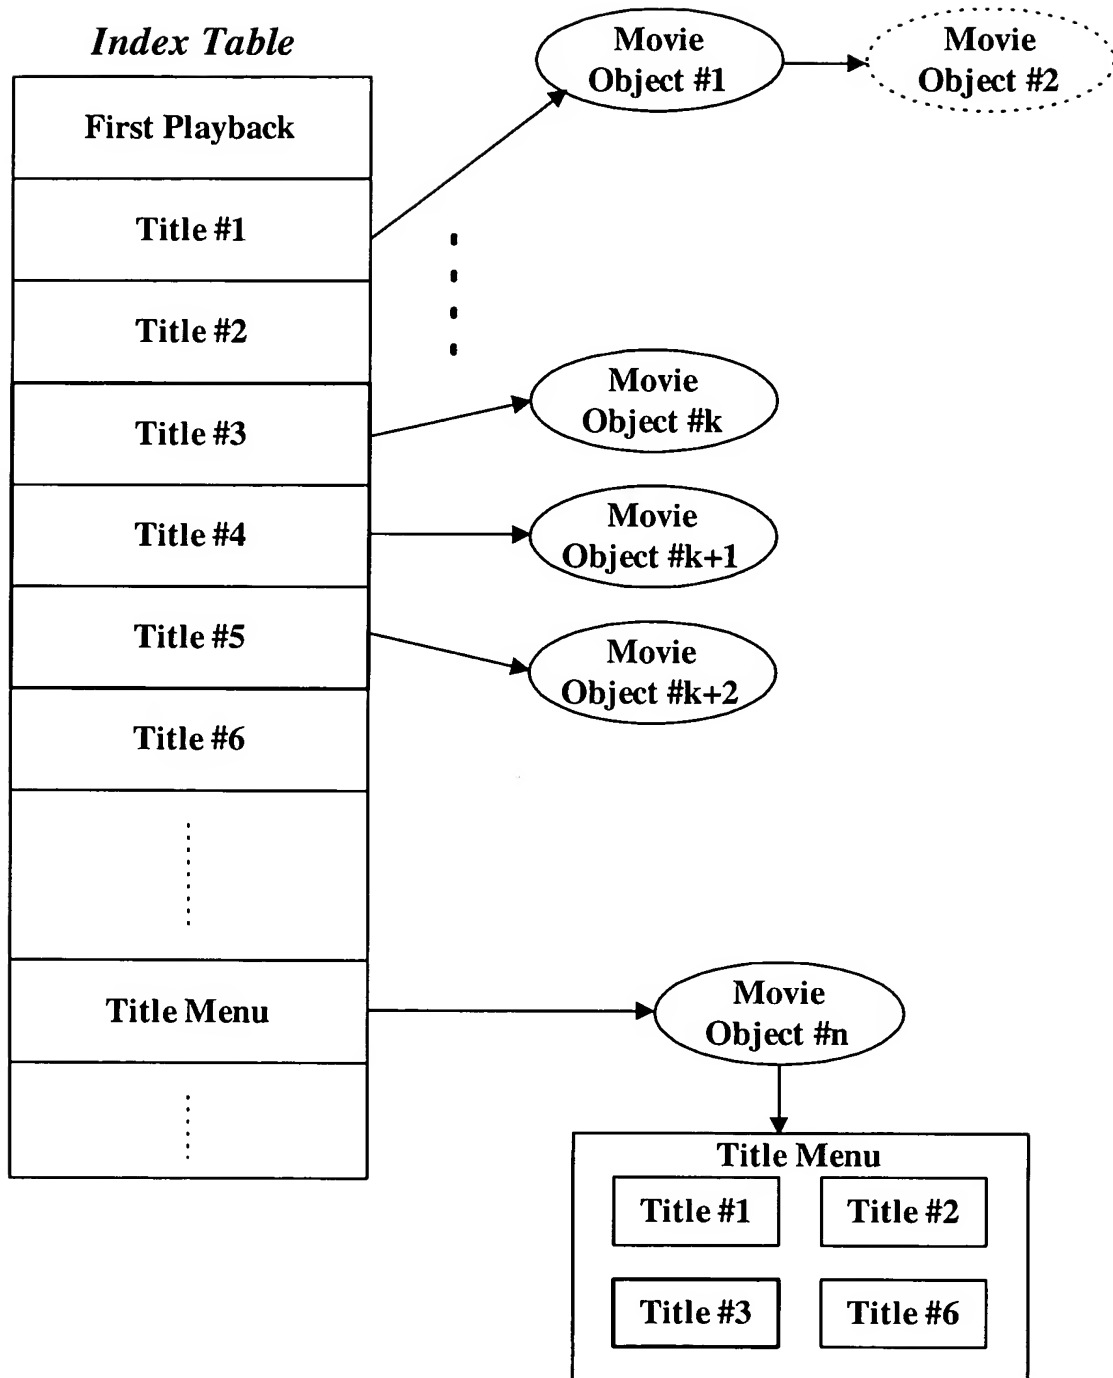 Index Table
First Playback
Title #1
Title #2
Title #3
Title #4
Title #5
Title #6
Title Menu
Movie
Object #1
Movie
Object #2
Movie
Object #k
Movie
Object #k+1
Movie
Object #k+2
Movie
Object #n
Title Menu
Title #1
Title #2
Title #3
Title #6